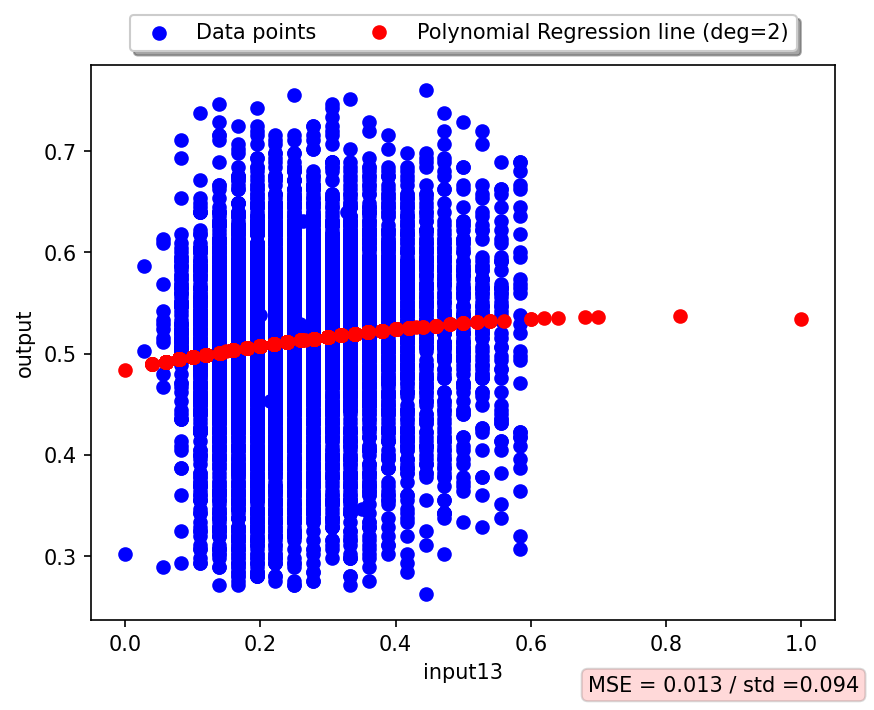 Data points
Polynomial Regression line (deg=2)
output
0.7
0.6
0.5
0.4
0.3
0.0 0.2 0.4 0.6 0.8 1.0
input13
MSE = 0.013 / std =0.094